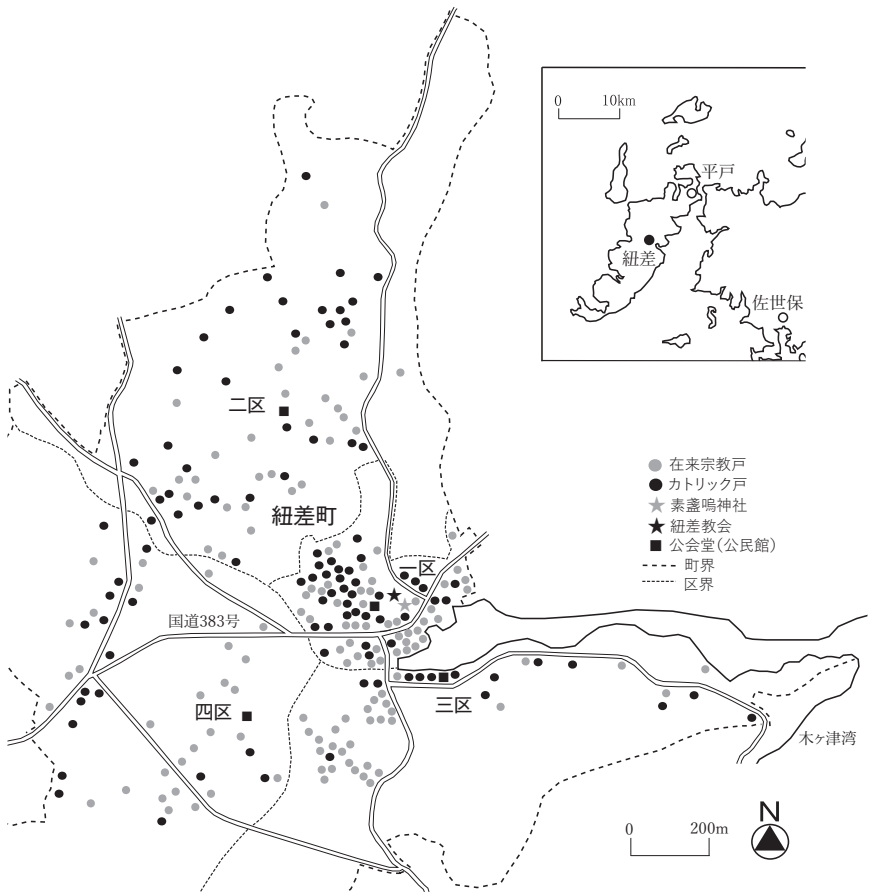 0 10km
平戸
紐差
佐世保
二区
在来宗教戸
カトリック戸
素盞嗚神社
紐差教会
公会堂(公民館)
町界
区界
紐差町
一区
国道383号
四区
三区
木ヶ津湾
N
0 200m